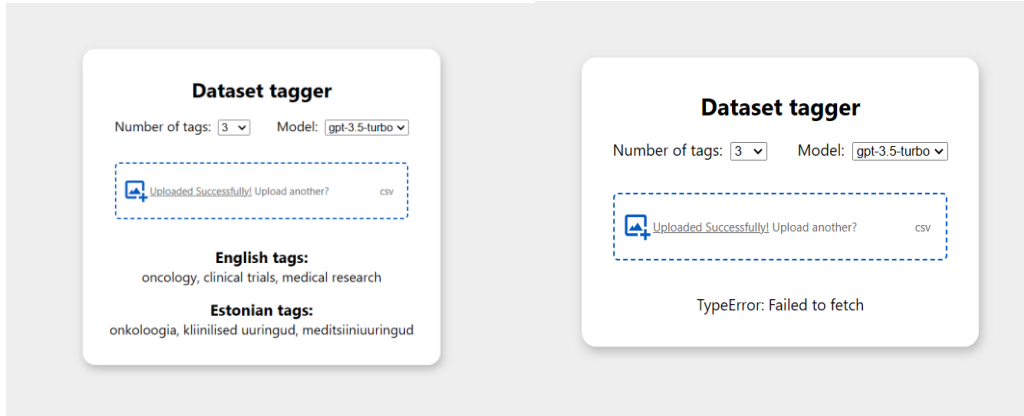 Dataset tagger
Number of tags: 3 Model: gpt-3.5-turbo
Uploaded Successfully! Upload another? csv
English tags:
oncology, clinical trials, medical research
Estonian tags:
onkoloogia, kliinilised uuringud, meditsiiniuuringud
Dataset tagger
Number of tags: 3 Model: gpt-3.5-turbo
Uploaded Successfully! Upload another? csv
TypeError: Failed to fetch